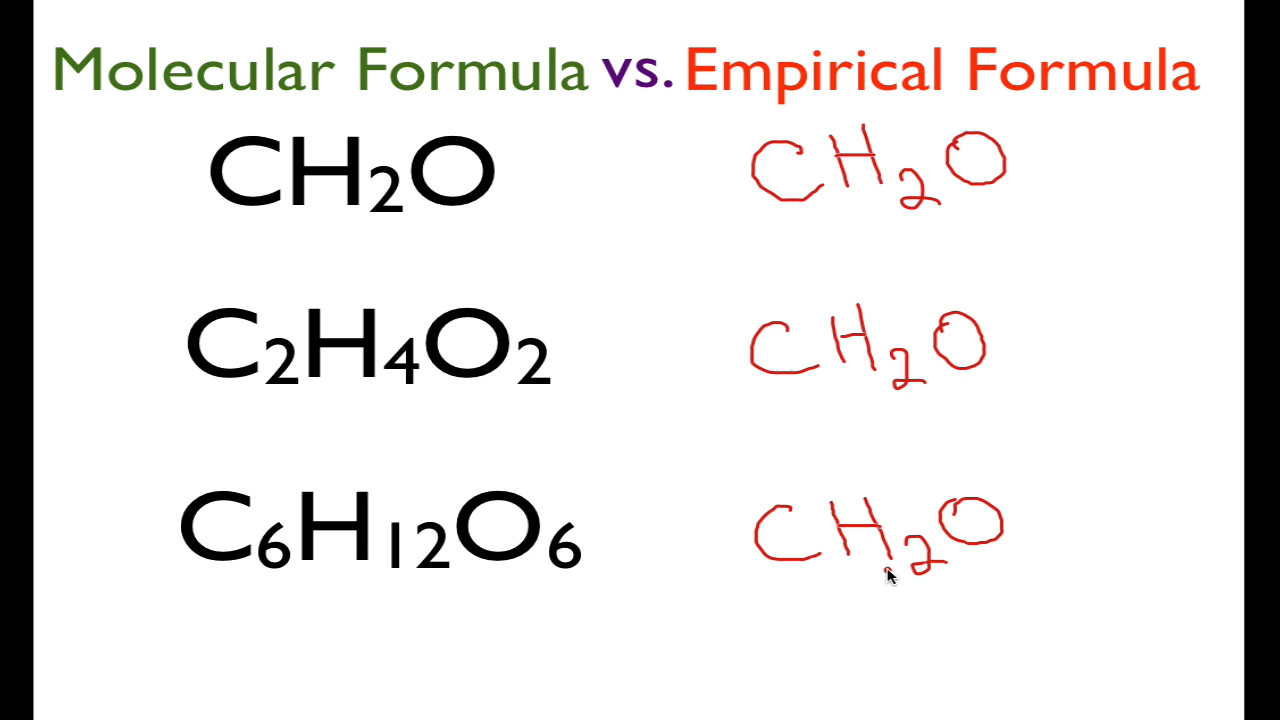 Molecular Formula vs. Empirical Formula
CH₂O CH₂O
C₂H₄O₂ CH₂O
C₆H₁₂O₆ CH₂O